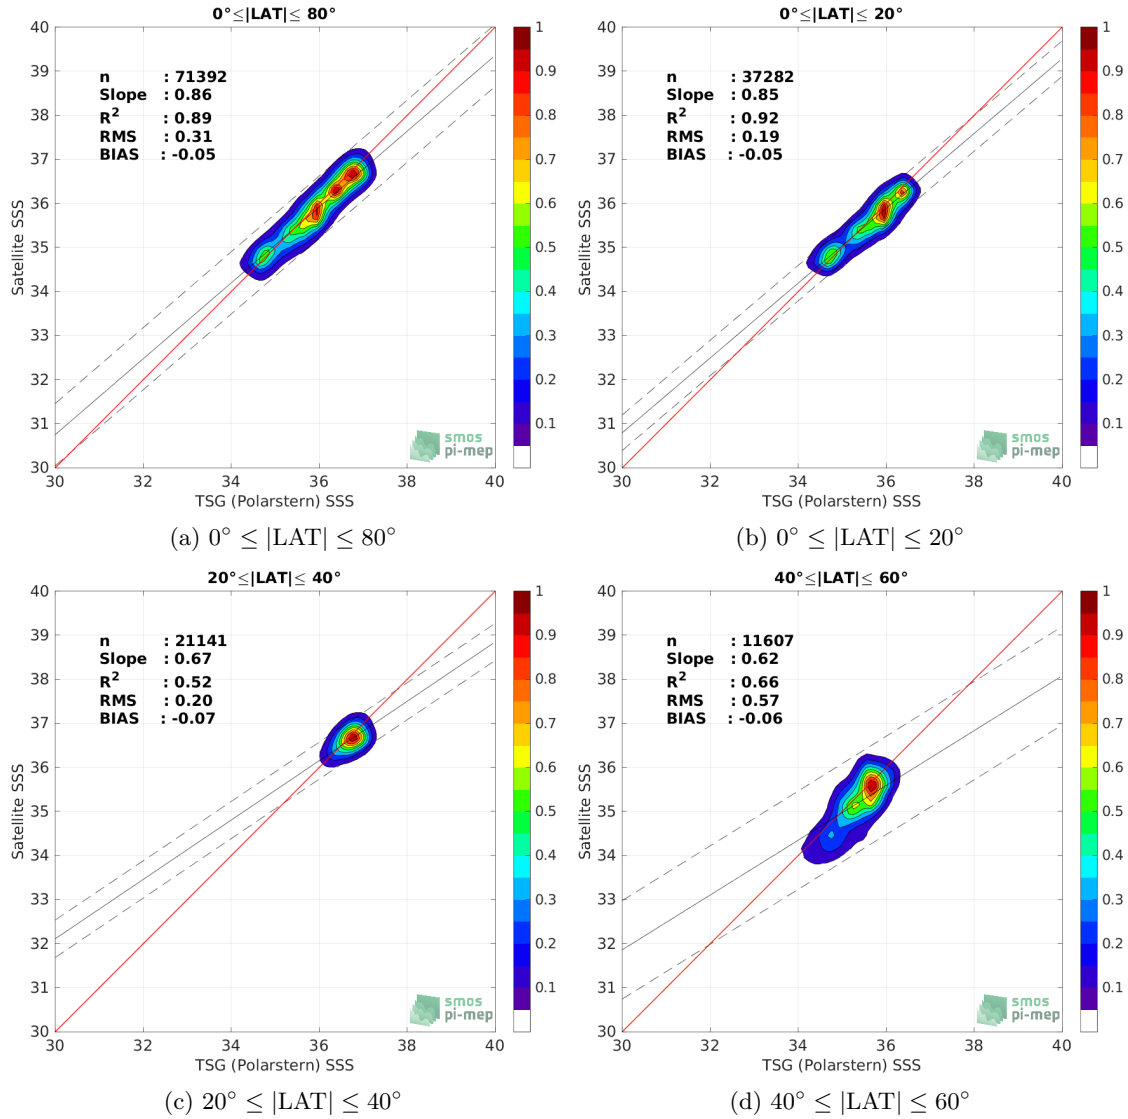 0°≤|LAT|≤ 80°
n : 71392
Slope : 0.86
R² : 0.89
RMS : 0.31
BIAS : -0.05
Satellite SSS
40
39
38
37
36
35
34
33
32
31
30
30 32 34 36 38 40
TSG (Polarstern) SSS
1
0.9
0.8
0.7
0.6
0.5
0.4
0.3
0.2
0.1
smos
pi-mep
(a) 0° ≤ |LAT| ≤ 80°
0°≤|LAT|≤ 20°
n : 37282
Slope : 0.85
R² : 0.92
RMS : 0.19
BIAS : -0.05
Satellite SSS
40
39
38
37
36
35
34
33
32
31
30
30 32 34 36 38 40
TSG (Polarstern) SSS
1
0.9
0.8
0.7
0.6
0.5
0.4
0.3
0.2
0.1
smos
pi-mep
(b) 0° ≤ |LAT| ≤ 20°
20°≤|LAT|≤ 40°
n : 21141
Slope : 0.67
R² : 0.52
RMS : 0.20
BIAS : -0.07
Satellite SSS
40
39
38
37
36
35
34
33
32
31
30
30 32 34 36 38 40
TSG (Polarstern) SSS
1
0.9
0.8
0.7
0.6
0.5
0.4
0.3
0.2
0.1
smos
pi-mep
(c) 20° ≤ |LAT| ≤ 40°
40°≤|LAT|≤ 60°
n : 11607
Slope : 0.62
R² : 0.66
RMS : 0.57
BIAS : -0.06
Satellite SSS
40
39
38
37
36
35
34
33
32
31
30
30 32 34 36 38 40
TSG (Polarstern) SSS
1
0.9
0.8
0.7
0.6
0.5
0.4
0.3
0.2
0.1
smos
pi-mep
(d) 40° ≤ |LAT| ≤ 60°